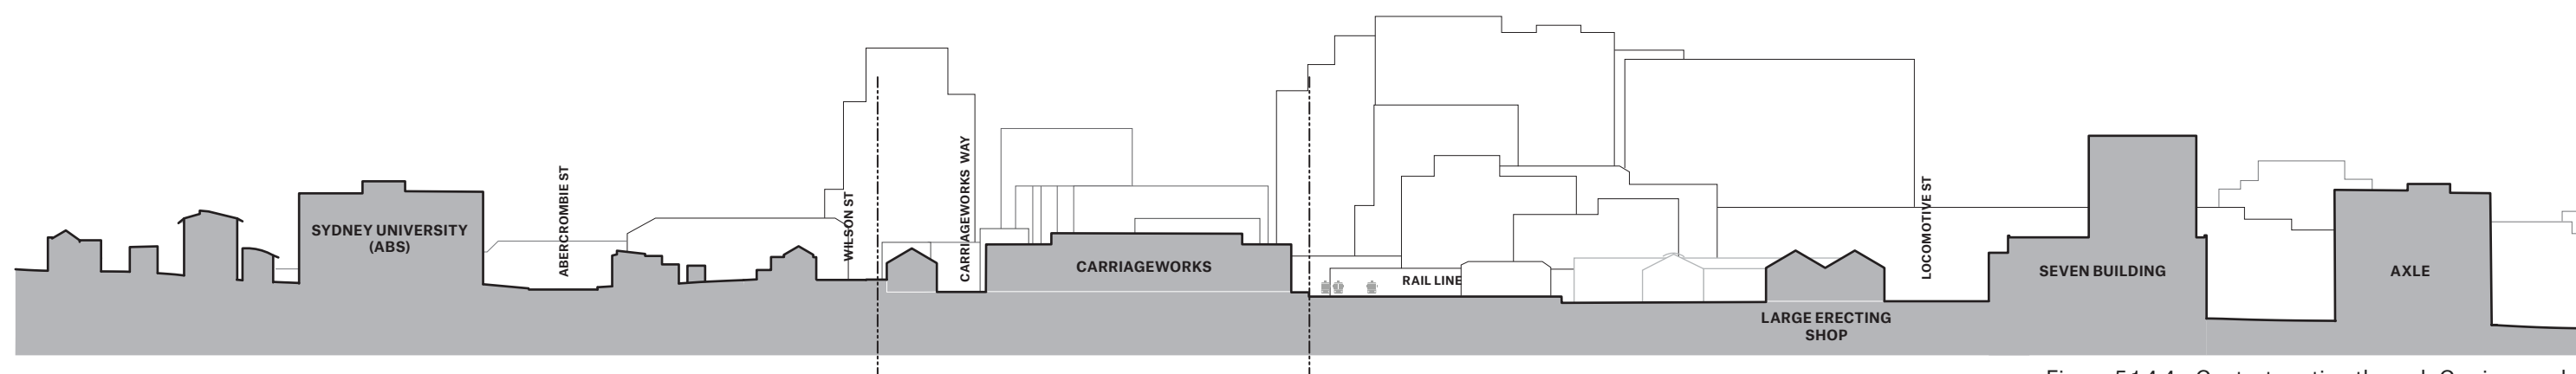 SYDNEY UNIVERSITY
(ABS)
ABERCROMBIE ST
WILSON ST
CARRIAGEWORKS WAY
CARRIAGEWORKS
RAIL LINE
LARGE ERECTING
SHOP
LOCOMOTIVE ST
SEVEN BUILDING
AXLE